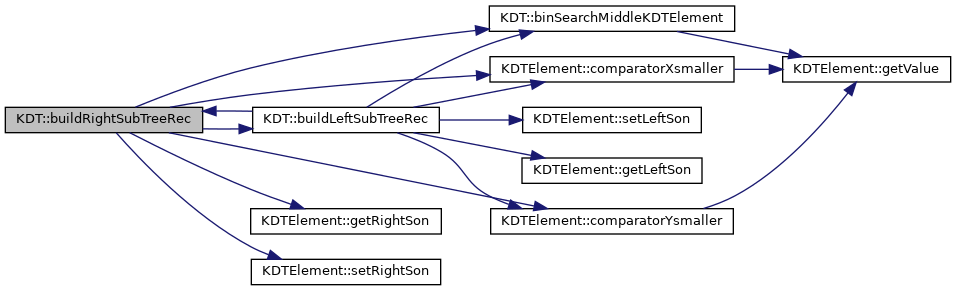 KDT::binSearchMiddleKDTElement
KDTElement::comparatorXsmaller
KDTElement::getValue
KDT::buildRightSubTreeRec
KDT::buildLeftSubTreeRec
KDTElement::setLeftSon
KDTElement::getLeftSon
KDTElement::getRightSon
KDTElement::comparatorYsmaller
KDTElement::setRightSon